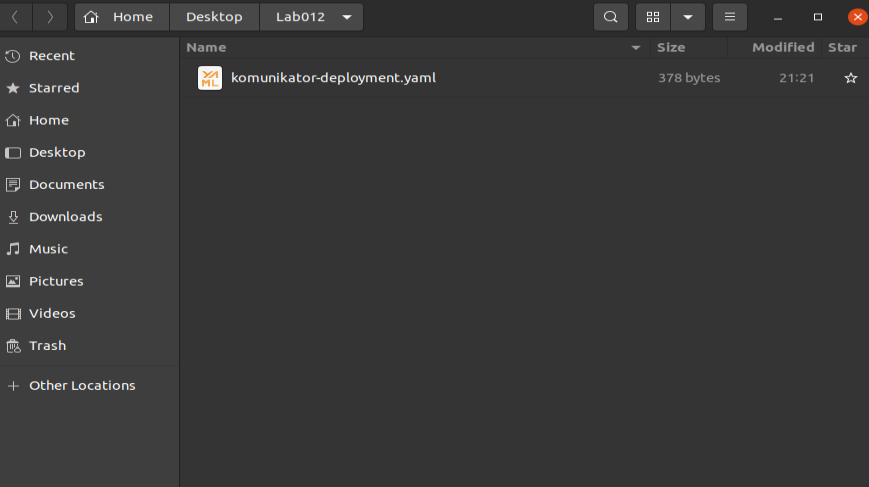 Home Desktop Lab012
Name Size Modified Star
Recent
Starred
Home
Desktop
Documents
Downloads
Music
Pictures
Videos
Trash
Other Locations
YAML
komunikator-deployment.yaml 378 bytes 21:21